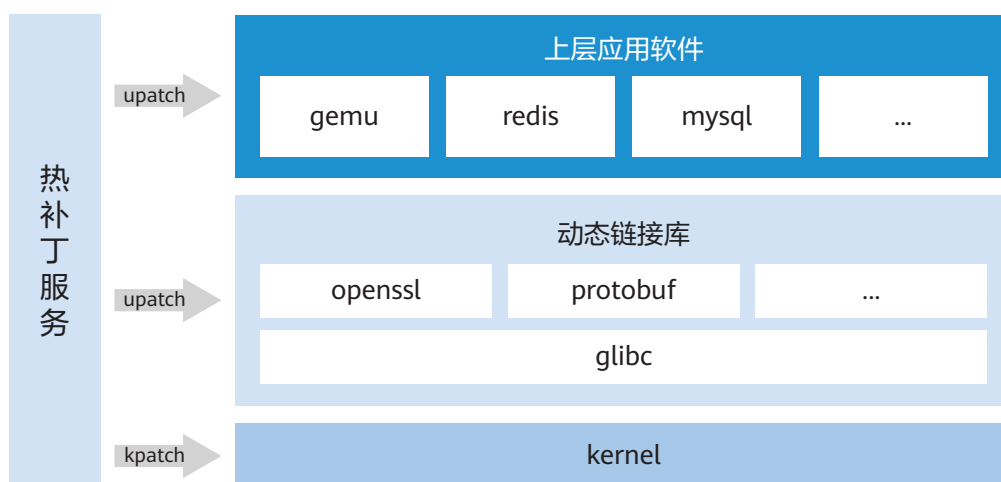 热补丁服务
upatch
上层应用软件
gemu
redis
mysql
...
upatch
动态链接库
openssl
protobuf
...
glibc
kpatch
kernel